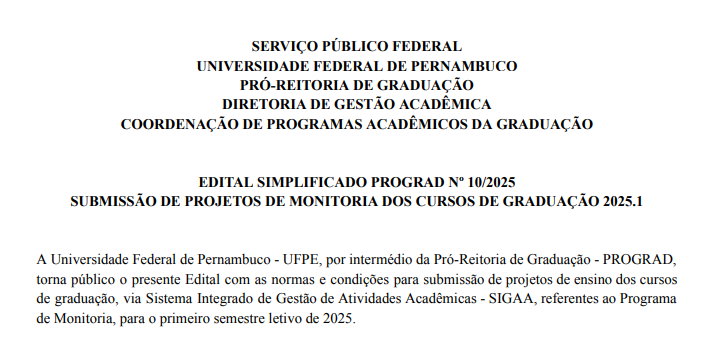 SERVIÇO PÚBLICO FEDERAL
UNIVERSIDADE FEDERAL DE PERNAMBUCO
PRÓ-REITORIA DE GRADUAÇÃO
DIRETORIA DE GESTÃO ACADÊMICA
COORDENAÇÃO DE PROGRAMAS ACADÊMICOS DA GRADUAÇÃO
EDITAL SIMPLIFICADO PROGRAD Nº 10/2025
SUBMISSÃO DE PROJETOS DE MONITORIA DOS CURSOS DE GRADUAÇÃO 2025.1
A Universidade Federal de Pernambuco - UFPE, por intermédio da Pró-Reitoria de Graduação - PROGRAD,
torna público o presente Edital com as normas e condições para submissão de projetos de ensino dos cursos
de graduação, via Sistema Integrado de Gestão de Atividades Acadêmicas - SIGAA, referentes ao Programa
de Monitoria, para o primeiro semestre letivo de 2025.